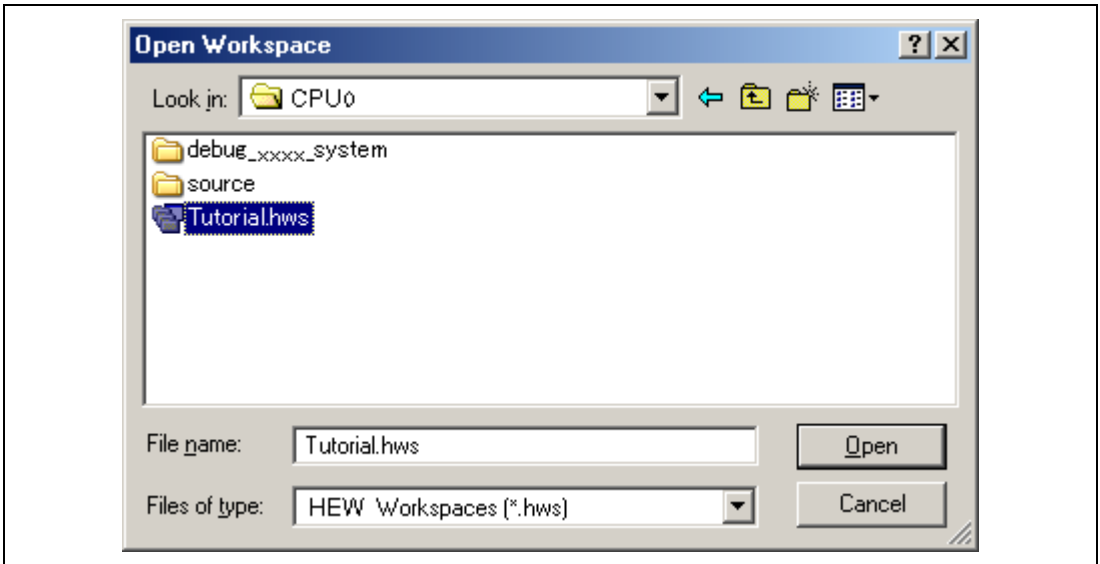 Open Workspace
Look in: CPU0
debug_xxxx_system
source
Tutorial.hws
File name: Tutorial.hws Open
Files of type: HEW Workspaces (*.hws) Cancel